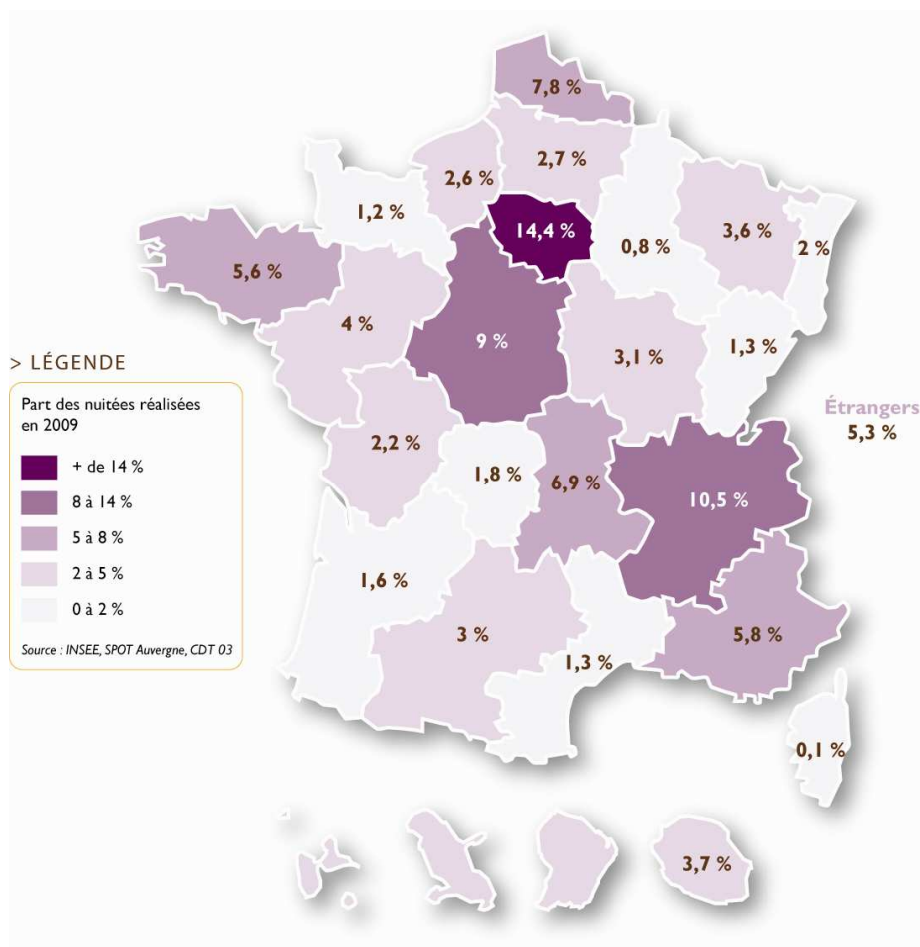 7,8 %
2,7 %
2,6 %
1,2 %
14,4 %
0,8 %
3,6 %
2 %
5,6 %
4 %
9 %
3,1 %
1,3 %
> LÉGENDE
Part des nuitées réalisées
en 2009
+ de 14 %
8 à 14 %
5 à 8 %
2 à 5 %
0 à 2 %
Source : INSEE, SPOT Auvergne, CDT 03
Étrangers
5,3 %
2,2 %
1,8 %
6,9 %
10,5 %
1,6 %
3 %
1,3 %
5,8 %
0,1 %
3,7 %